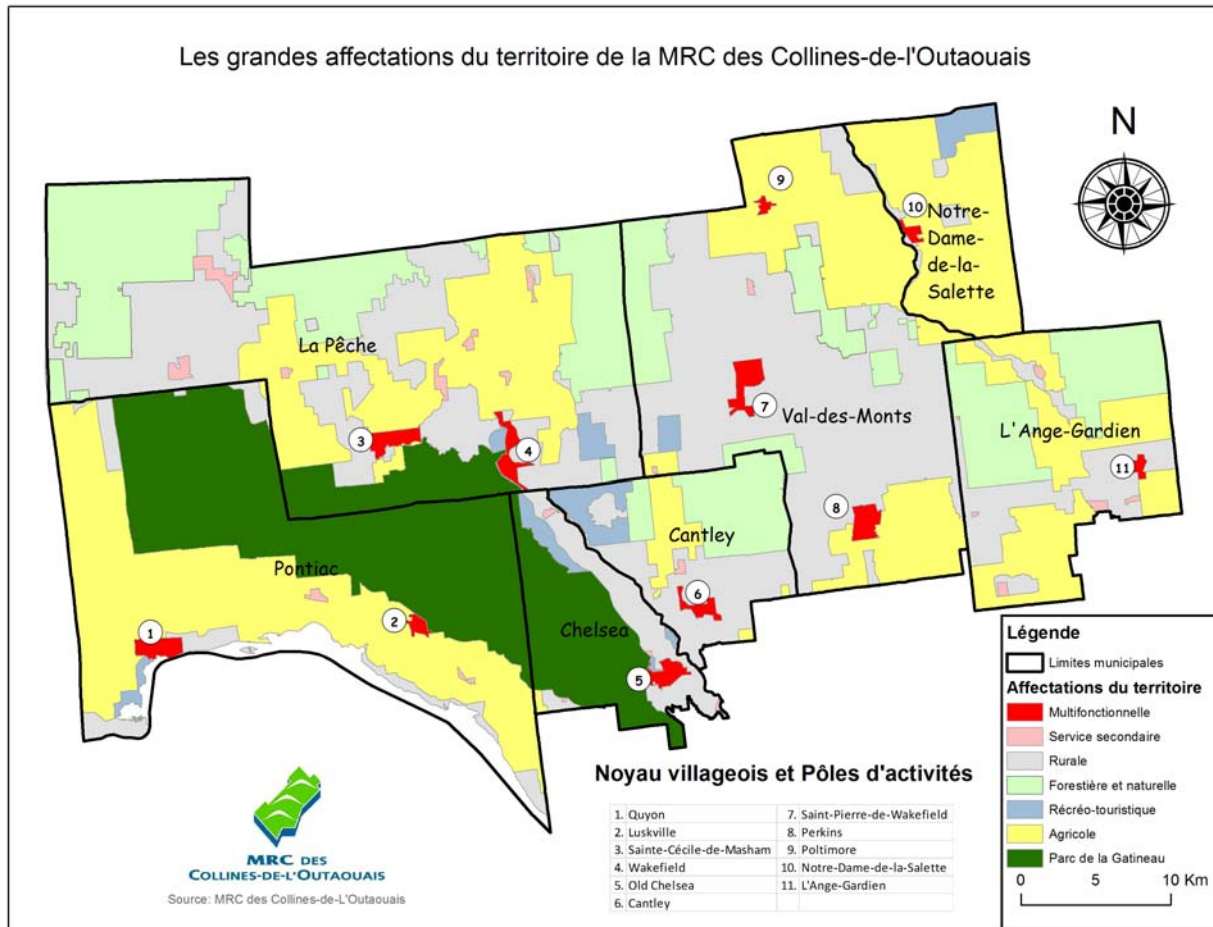 Les grandes affectations du territoire de la MRC des Collines-de-l'Outaouais
N
9
10
Notre-
Dame-
de-la-
Salette
La Pêche
3
4
7
Val-des-Monts
L'Ange-Gardien
11
8
Cantley
Pontiac
6
1
2
Chelsea
5
Légende
Limites municipales
Affectations du territoire
Multifonctionnelle
Service secondaire
Rurale
Forestière et naturelle
Récréo-touristique
Agricole
Parc de la Gatineau
0 5 10 Km
Noyau villageois et Pôles d'activités
1. Quyon
2. Luskville
3. Sainte-Cécile-de-Masham
4. Wakefield
5. Old Chelsea
6. Cantley
7. Saint-Pierre-de-Wakefield
8. Perkins
9. Poltimore
10. Notre-Dame-de-la-Salette
11. L'Ange-Gardien
MRC DES
COLLINES-DE-L'OUTAOUAIS
Source: MRC des Collines-de-L'Outaouais